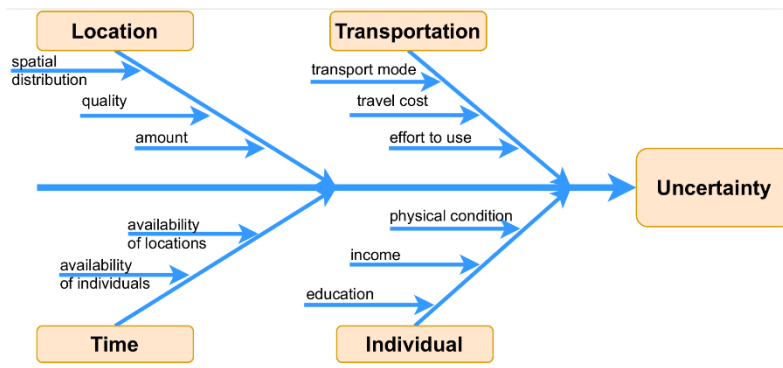 Location
Transportation
spatial
distribution
quality
amount
transport mode
travel cost
effort to use
Uncertainty
availability
of locations
availability
of individuals
physical condition
income
education
Time
Individual